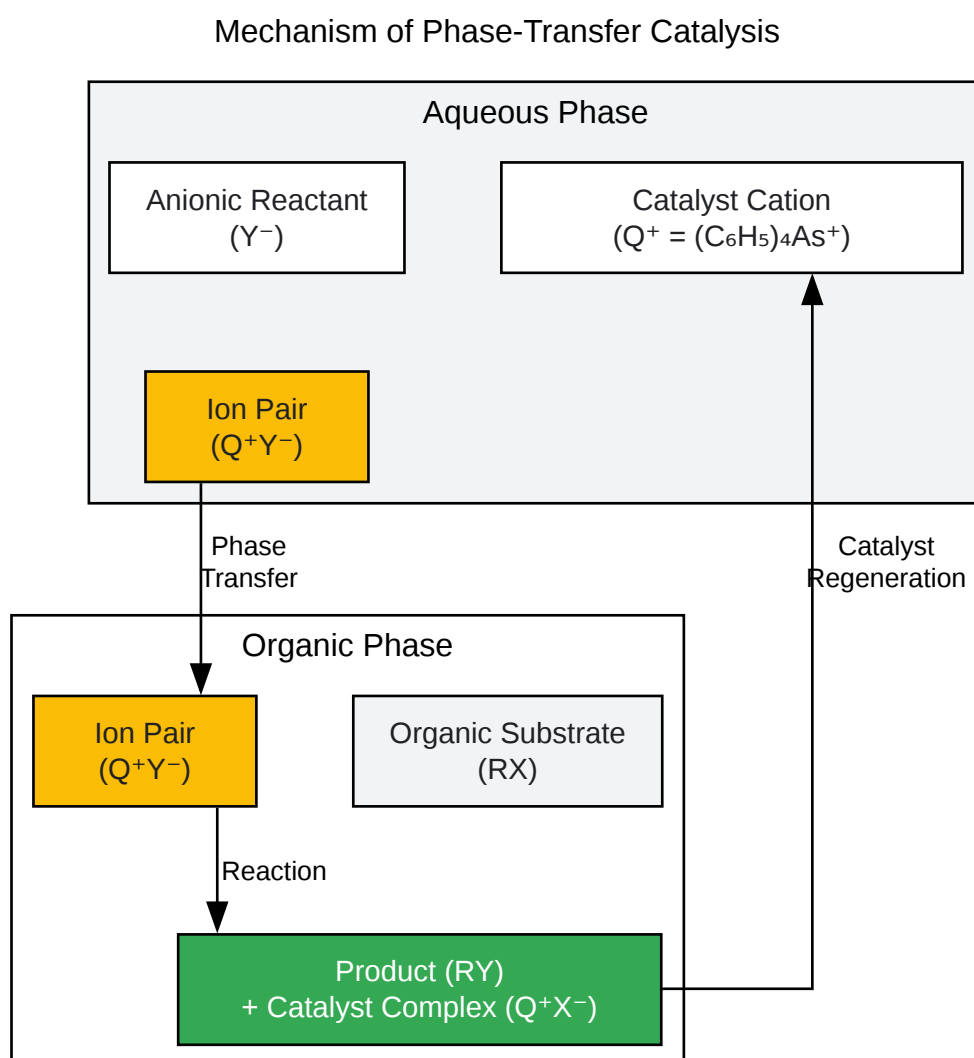 Mechanism of Phase-Transfer Catalysis
Aqueous Phase
Anionic Reactant
(Y⁻)
Catalyst Cation
(Q⁺ = (C₆H₅)₄As⁺)
Ion Pair
(Q⁺Y⁻)
Phase
Transfer
Catalyst
Regeneration
Organic Phase
Ion Pair
(Q⁺Y⁻)
Organic Substrate
(RX)
Reaction
Product (RY)
+ Catalyst Complex (Q⁺X⁻)